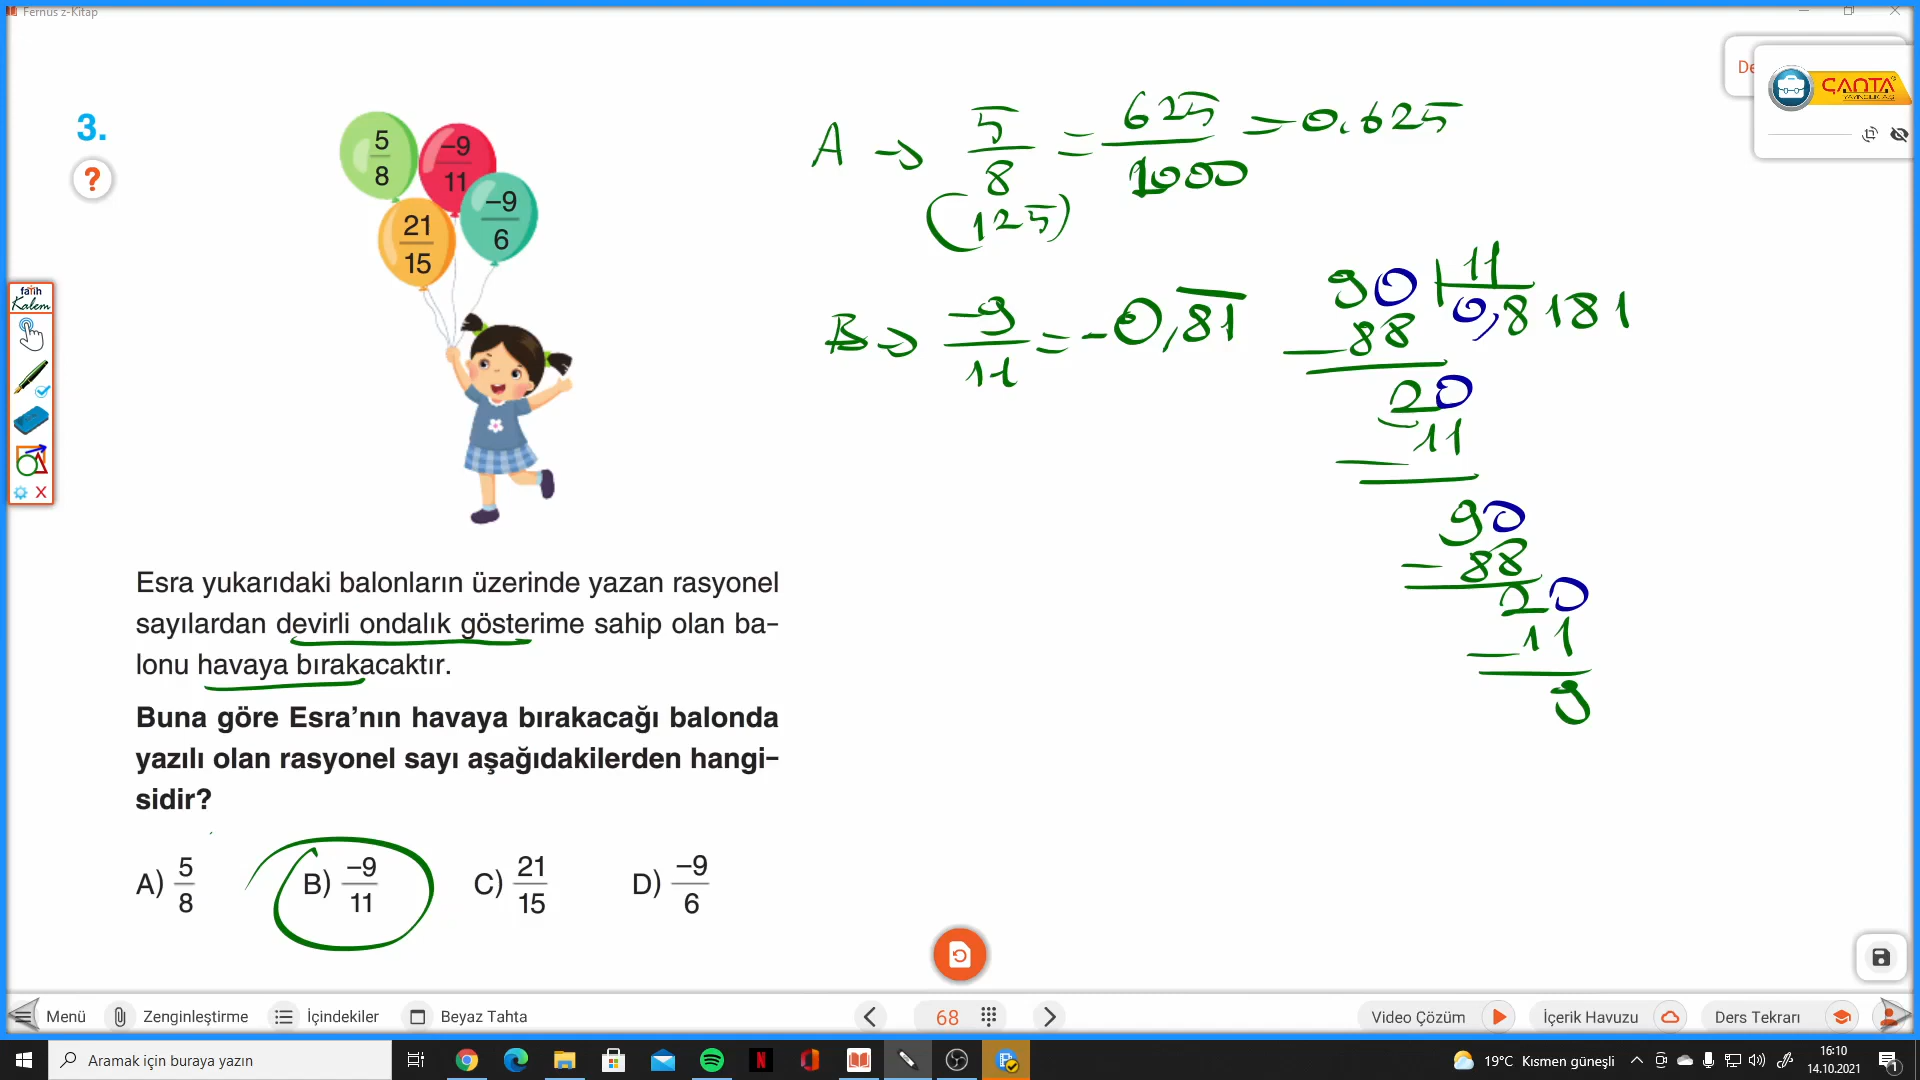 Fernus z-Kitap
3.
?
5/8
–9/11
21/15
–9/6
A → 5/8 = 625/1000 = 0.625
(125)
B → –9/11 = -0,81
90 | 11
0,8181
– 88
20
– 11
90
– 88
20
– 11
9
De
ÇANTA
YAYINCILIK A.Ş.
fatih
Kalem
X
Esra yukarıdaki balonların üzerinde yazan rasyonel
sayılardan devirli ondalık gösterime sahip olan ba–
lonu havaya bırakacaktır.
Buna göre Esra’nın havaya bırakacağı balonda
yazılı olan rasyonel sayı aşağıdakilerden hangi–
sidir?
A) 5/8 B) –9/11 C) 21/15 D) –9/6
Menü Zenginleştirme İçindekiler Beyaz Tahta 68 Video Çözüm İçerik Havuzu Ders Tekrarı
Aramak için buraya yazın 19°C Kısmen güneşli 16:10
14.10.2021
1